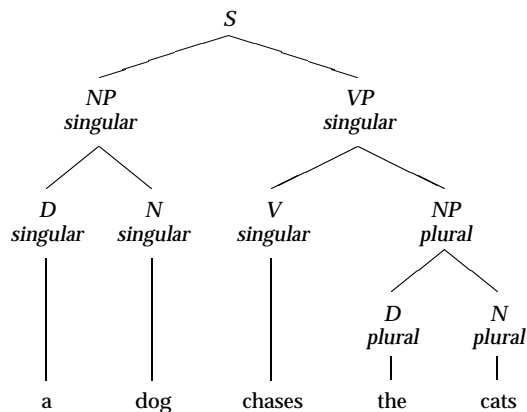 S
NP VP
singular singular
D N V NP
singular singular singular plural
D N
plural plural
a dog chases the cats